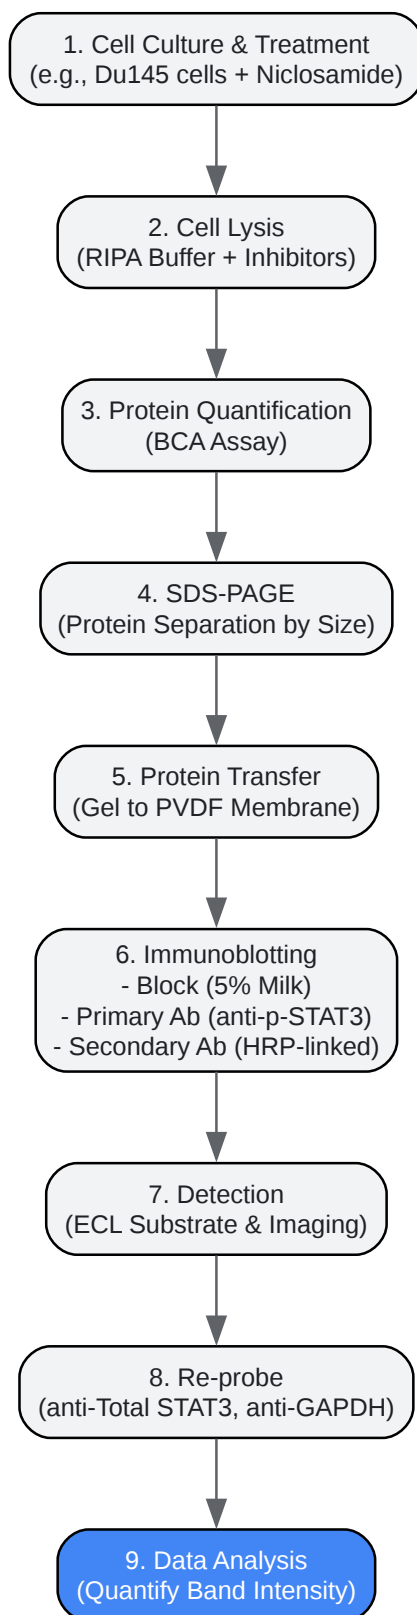 1. Cell Culture & Treatment
(e.g., Du145 cells + Niclosamide)
2. Cell Lysis
(RIPA Buffer + Inhibitors)
3. Protein Quantification
(BCA Assay)
4. SDS-PAGE
(Protein Separation by Size)
5. Protein Transfer
(Gel to PVDF Membrane)
6. Immunoblotting
- Block (5% Milk)
- Primary Ab (anti-p-STAT3)
- Secondary Ab (HRP-linked)
7. Detection
(ECL Substrate & Imaging)
8. Re-probe
(anti-Total STAT3, anti-GAPDH)
9. Data Analysis
(Quantify Band Intensity)